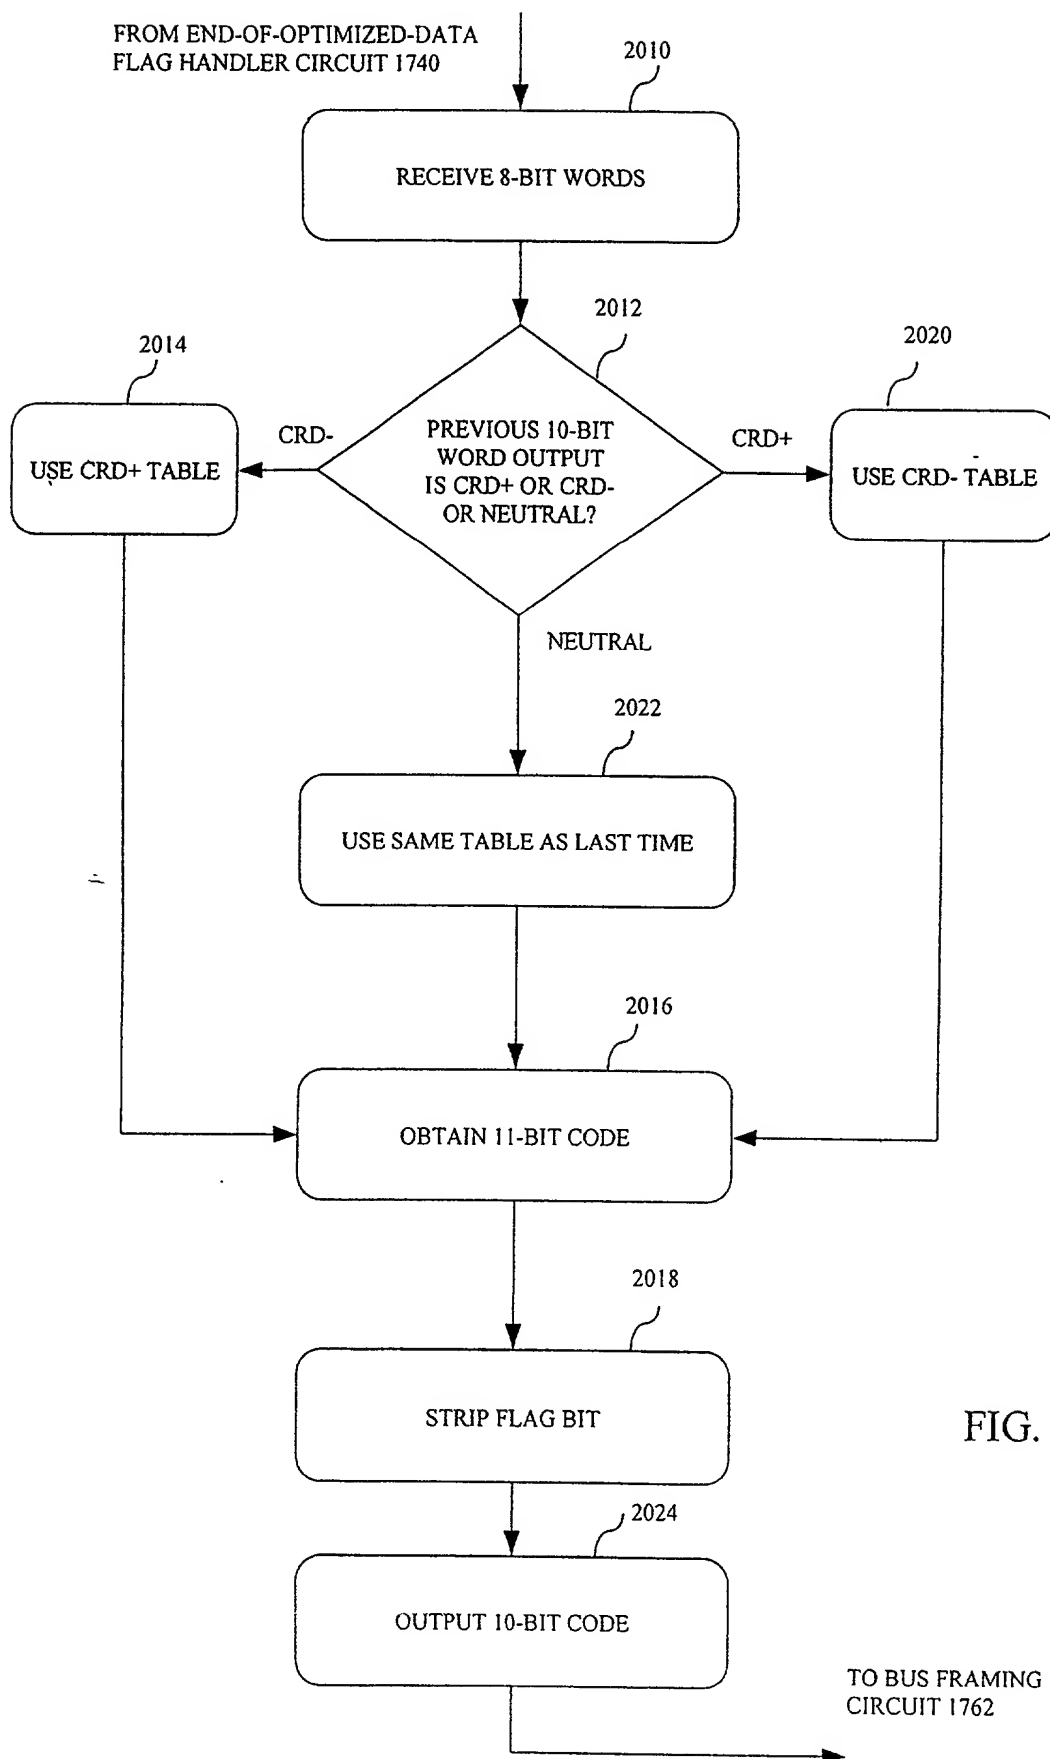 FROM END-OF-OPTIMIZED-DATA
FLAG HANDLER CIRCUIT 1740
2010
RECEIVE 8-BIT WORDS
2012
2014
2020
CRD-
PREVIOUS 10-BIT
WORD OUTPUT
IS CRD+ OR CRD-
OR NEUTRAL?
CRD+
USE CRD+ TABLE
USE CRD- TABLE
NEUTRAL
2022
USE SAME TABLE AS LAST TIME
2016
OBTAIN 11-BIT CODE
2018
STRIP FLAG BIT
FIG.
2024
OUTPUT 10-BIT CODE
TO BUS FRAMING
CIRCUIT 1762